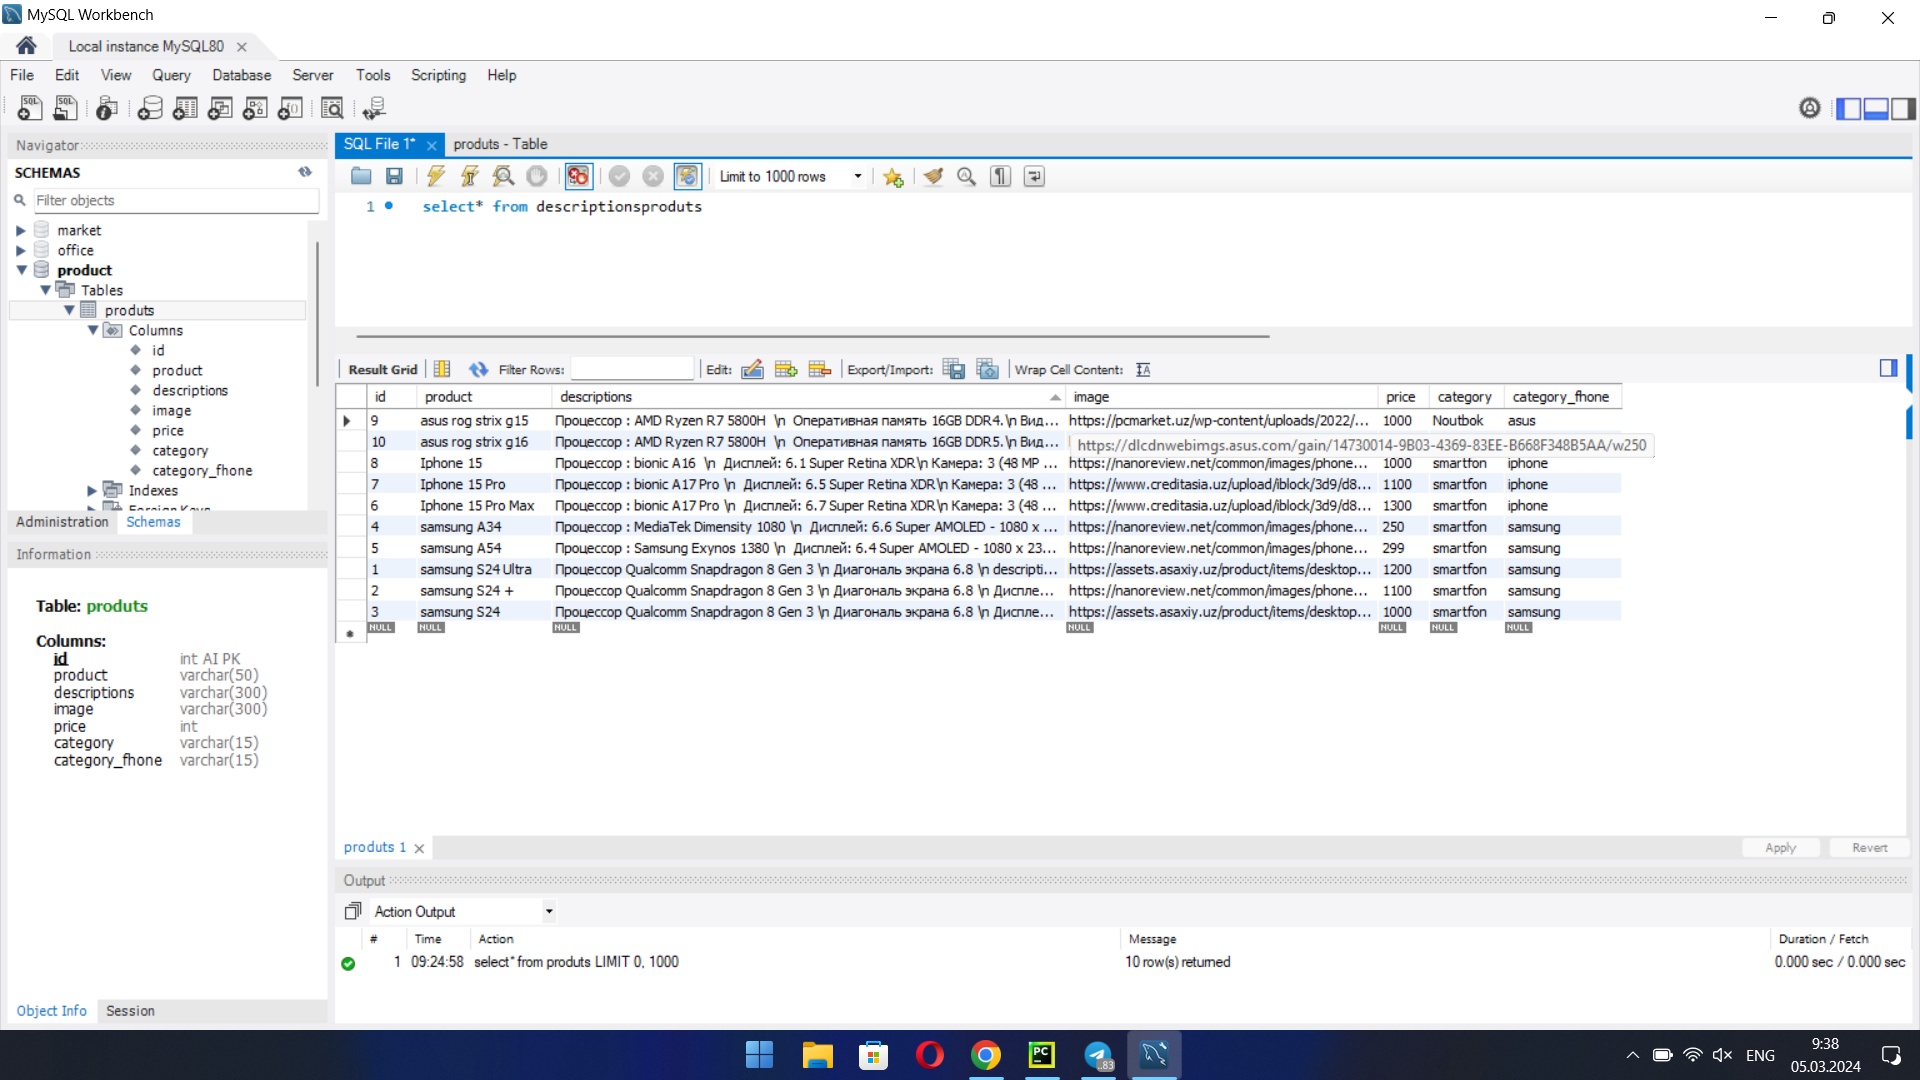 MySQL Workbench
Local instance MySQL80
File Edit View Query Database Server Tools Scripting Help
Navigator
SCHEMAS
Filter objects
market
office
product
Tables
produts
Columns
id
product
descriptions
image
price
category
category_fhone
Indexes
Foreign Keys
Administration Schemas
Information
Table: produts
Columns:
id int AI PK
product varchar(50)
descriptions varchar(300)
image varchar(300)
price int
category varchar(15)
category_fhone varchar(15)
Object Info Session
SQL File 1* produts - Table
Limit to 1000 rows
1 select* from descriptionsproduts
Result Grid Filter Rows: Edit: Export/Import: Wrap Cell Content:
id product descriptions image price category category_fhone
9 asus rog strix g15 Процессор : AMD Ryzen R7 5800H \n Оперативная память 16GB DDR4.\n Вид... https://pcmarket.uz/wp-content/uploads/2022/... 1000 Noutbok asus
10 asus rog strix g16 Процессор : AMD Ryzen R7 5800H \n Оперативная память 16GB DDR5.\n Вид...
https://dlcdnwebimgs.asus.com/gain/14730014-9B03-4369-83EE-B668F348B5AA/w250
8 Iphone 15 Процессор : bionic A16 \n Дисплей: 6.1 Super Retina XDR\n Камера: 3 (48 MP ... https://nanoreview.net/common/images/phone... 1000 smartfon iphone
7 Iphone 15 Pro Процессор : bionic A17 Pro \n Дисплей: 6.5 Super Retina XDR\n Камера: 3 (48 ... https://www.creditasia.uz/upload/iblock/3d9/d8... 1100 smartfon iphone
6 Iphone 15 Pro Max Процессор : bionic A17 Pro \n Дисплей: 6.7 Super Retina XDR\n Камера: 3 (48 ... https://www.creditasia.uz/upload/iblock/3d9/d8... 1300 smartfon iphone
4 samsung A34 Процессор : MediaTek Dimensity 1080 \n Дисплей: 6.6 Super AMOLED - 1080 x ... https://nanoreview.net/common/images/phone... 250 smartfon samsung
5 samsung A54 Процессор : Samsung Exynos 1380 \n Дисплей: 6.4 Super AMOLED - 1080 x 23... https://nanoreview.net/common/images/phone... 299 smartfon samsung
1 samsung S24 Ultra Процессор Qualcomm Snapdragon 8 Gen 3 \n Диагональ экрана 6.8 \n descripti... https://assets.asaxiy.uz/product/items/desktop... 1200 smartfon samsung
2 samsung S24 + Процессор Qualcomm Snapdragon 8 Gen 3 \n Диагональ экрана 6.8 \n Диспле... https://nanoreview.net/common/images/phone... 1100 smartfon samsung
3 samsung S24 Процессор Qualcomm Snapdragon 8 Gen 3 \n Диагональ экрана 6.8 \n Диспле... https://assets.asaxiy.uz/product/items/desktop... 1000 smartfon samsung
NULL NULL NULL NULL NULL NULL NULL
produts 1 Apply Revert
Output
Action Output
# Time Action Message Duration / Fetch
1 09:24:58 select* from produts LIMIT 0, 1000 10 row(s) returned 0.000 sec / 0.000 sec
PC 83 ENG 9:38
05.03.2024